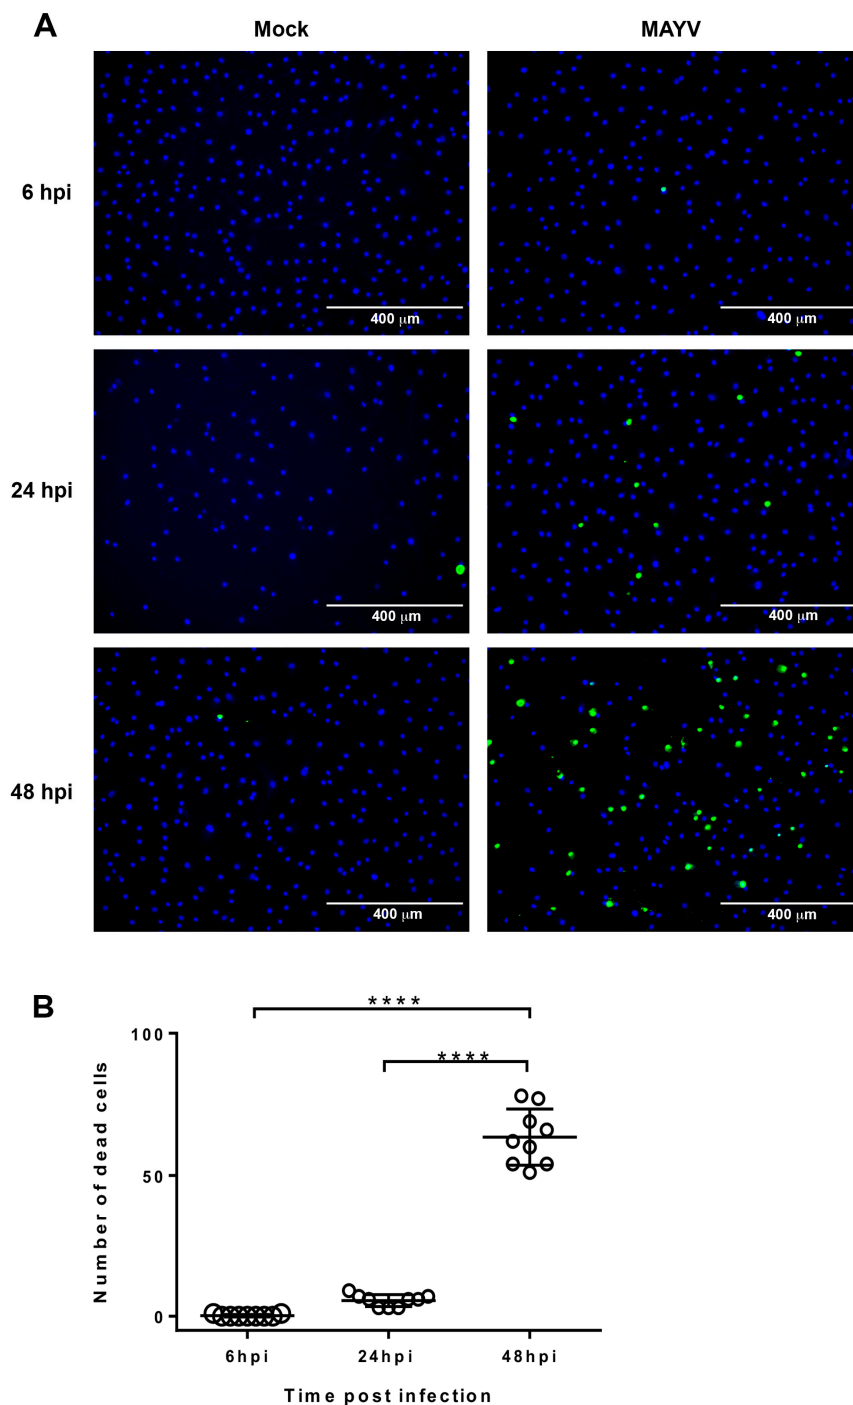 A
Mock
MAYV
6 hpi
400 μm
400 μm
24 hpi
400 μm
400 μm
48 hpi
400 μm
400 μm
B
****
****
100
50
0
Number of dead cells
6hpi
24hpi
48hpi
Time post infection